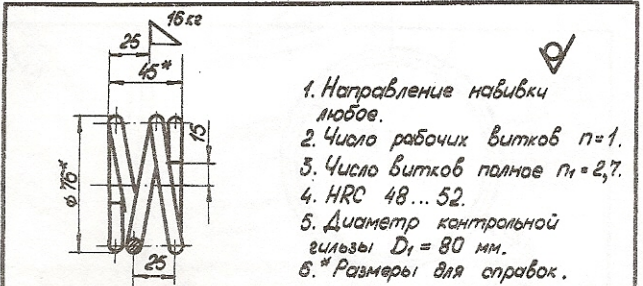 16 кг
25
45*
15
ф 76*
25
1. Направление навивки
любое.
2. Число рабочих витков n=1.
3. Число витков полное n₁=2,7.
4. HRC 48...52.
5. Диаметр контрольной
гильзы D₁ = 80 мм.
6.* Размеры для справок.